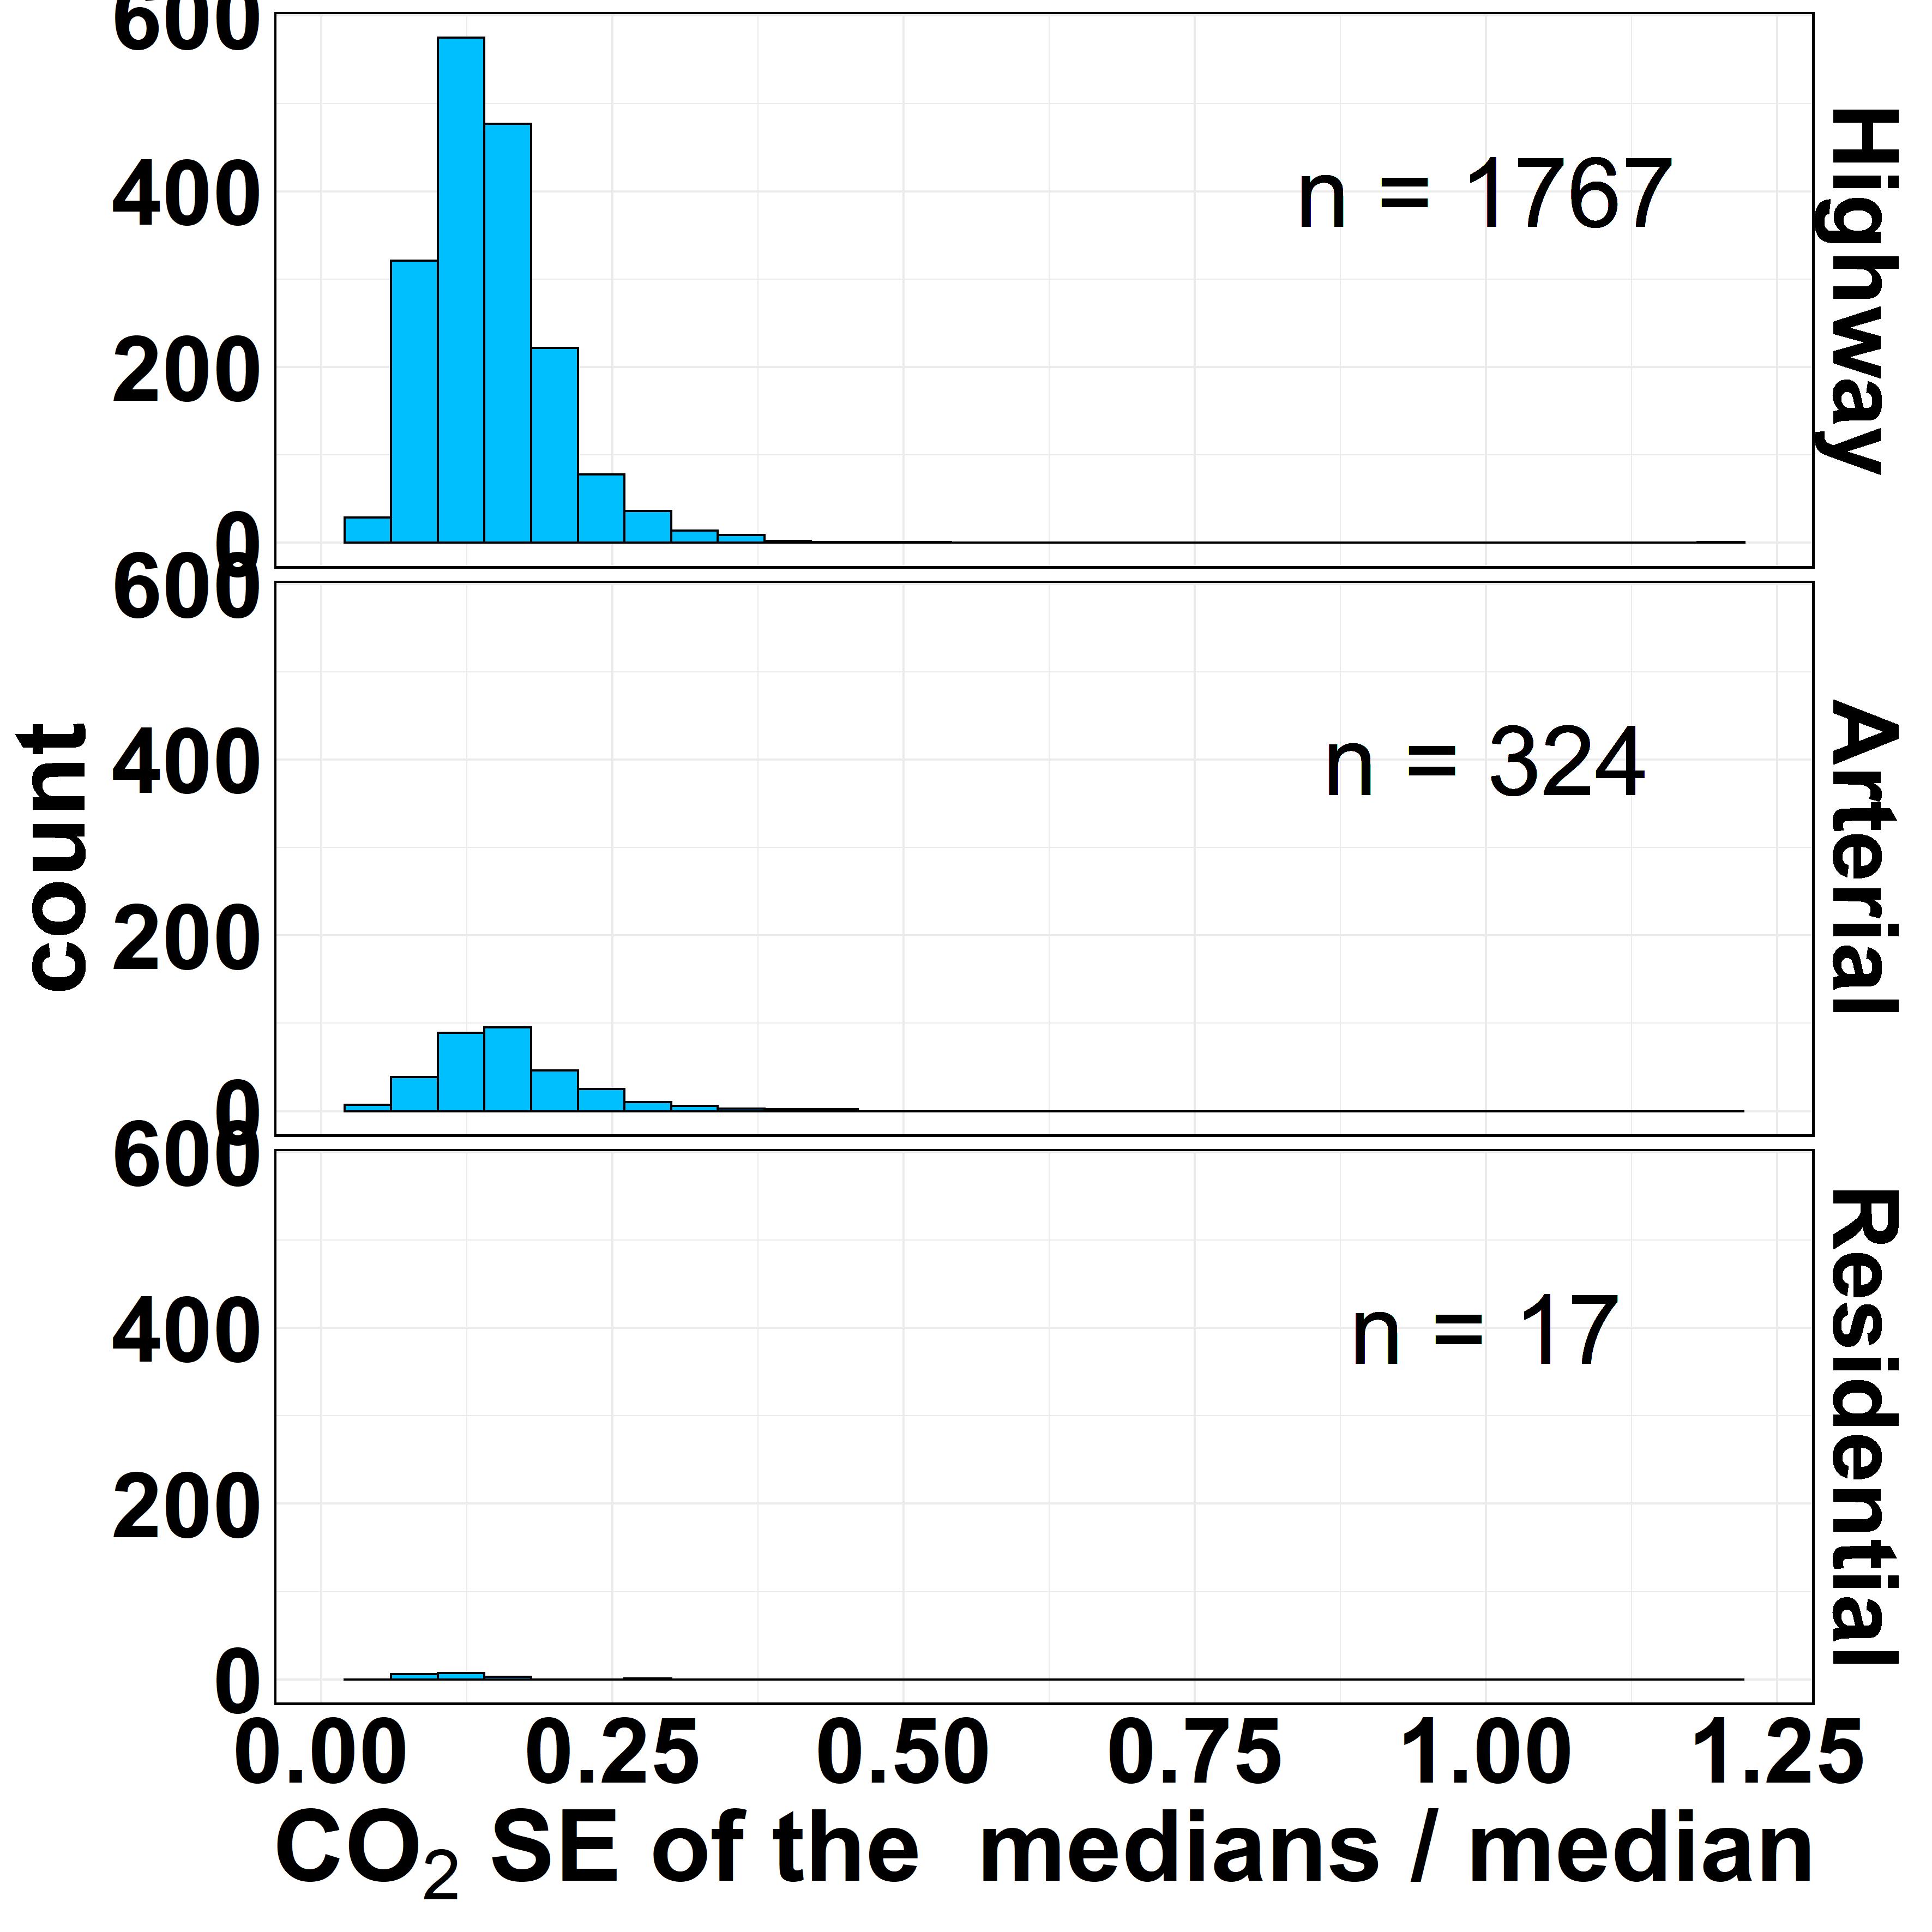 600
400
200
0
n = 1767
Highway
600
400
200
0
n = 324
Arterial
600
400
200
0
n = 17
Residential
count
0.00 0.25 0.50 0.75 1.00 1.25
CO₂ SE of the medians / median